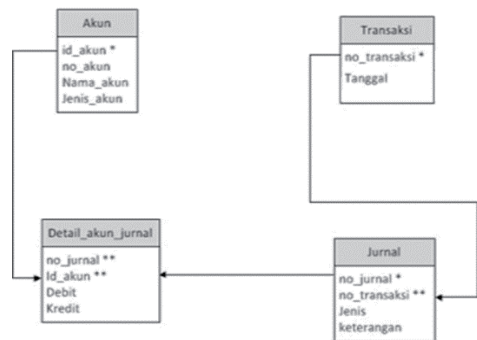 Akun
id_akun *
no_akun
Nama_akun
Jenis_akun
Transaksi
no_transaksi *
Tanggal
Detail_akun_jurnal
no_jurnal **
Id_akun **
Debit
Kredit
Jurnal
no_jurnal *
no_transaksi **
Jenis
keterangan